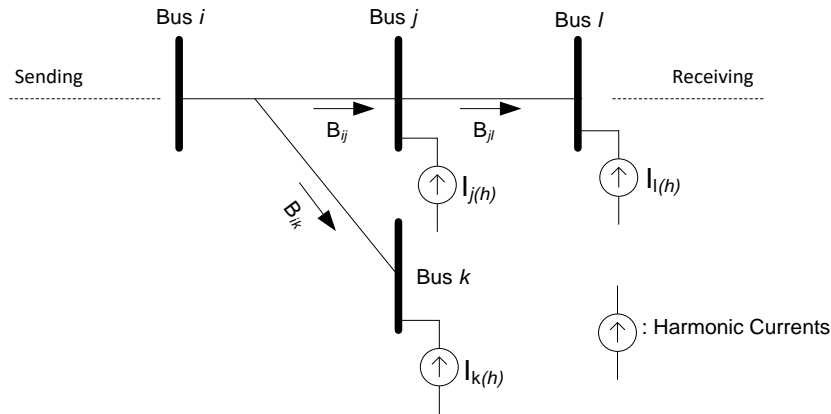 Bus i
Bus j
Bus l
Sending
Receiving
Bij
Bjl
Ij(h)
Il(h)
Bik
Bus k
: Harmonic Currents
Ik(h)